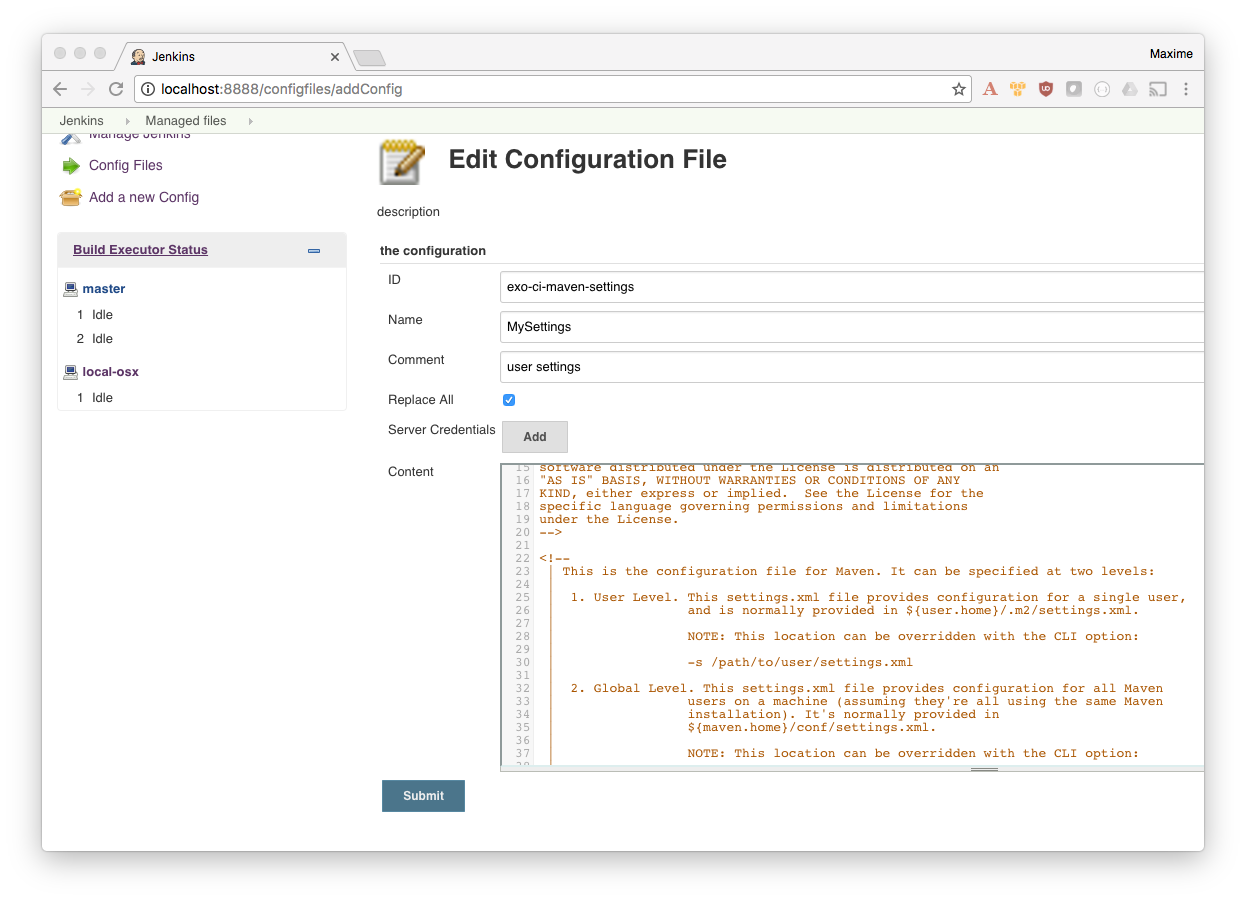 Jenkins
Maxime
localhost:8888/configfiles/addConfig
Jenkins
Managed files
Manage Jenkins
Config Files
Add a new Config
Build Executor Status
master
1 Idle
2 Idle
local-osx
1 Idle
Edit Configuration File
description
the configuration
ID
exo-ci-maven-settings
Name
MySettings
Comment
user settings
Replace All
Server Credentials
Add
Content
15 software distributed under the License is distributed on an
16 "AS IS" BASIS, WITHOUT WARRANTIES OR CONDITIONS OF ANY
17 KIND, either express or implied.  See the License for the
18 specific language governing permissions and limitations
19 under the License.
20 -->
21
22 <!--
23 | This is the configuration file for Maven. It can be specified at two levels:
24 |
25 |  1. User Level. This settings.xml file provides configuration for a single user,
26 |                 and is normally provided in ${user.home}/.m2/settings.xml.
27 |
28 |                 NOTE: This location can be overridden with the CLI option:
29 |
30 |                 -s /path/to/user/settings.xml
31 |
32 |  2. Global Level. This settings.xml file provides configuration for all Maven
33 |                 users on a machine (assuming they're all using the same Maven
34 |                 installation). It's normally provided in
35 |                 ${maven.home}/conf/settings.xml.
36 |
37 |                 NOTE: This location can be overridden with the CLI option:
38 |
Submit